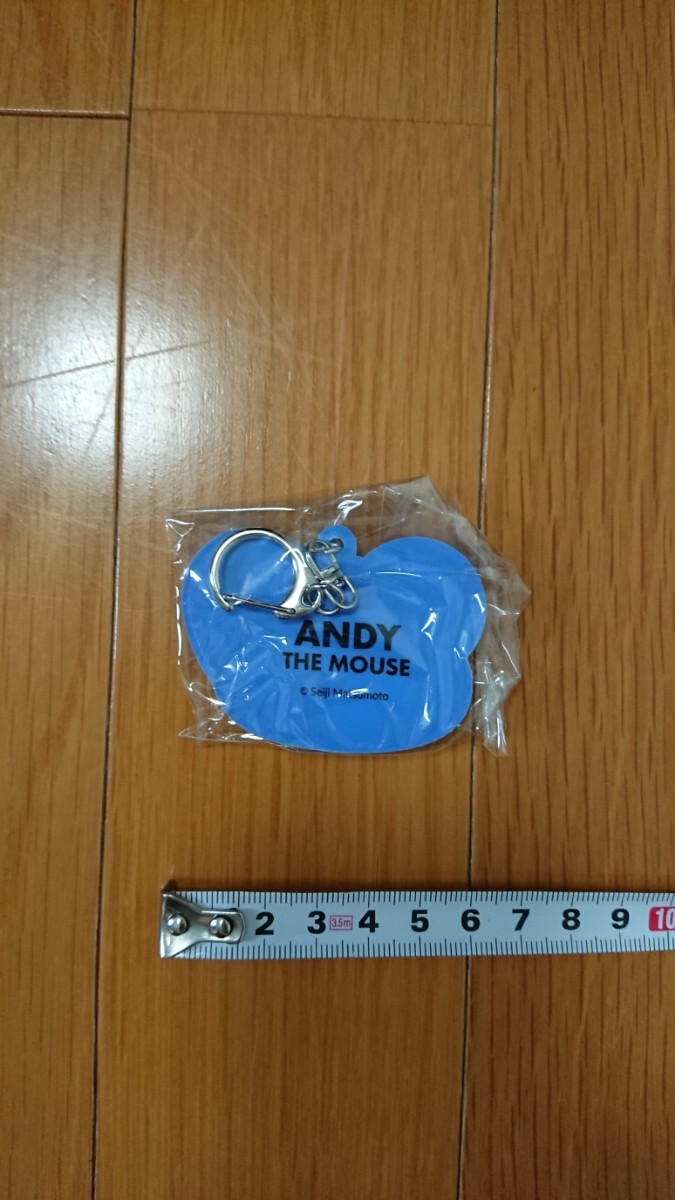 ANDY
THE MOUSE
© Seiji Matsumoto
2 3 3.5m 4 5 6 7 8 9 10